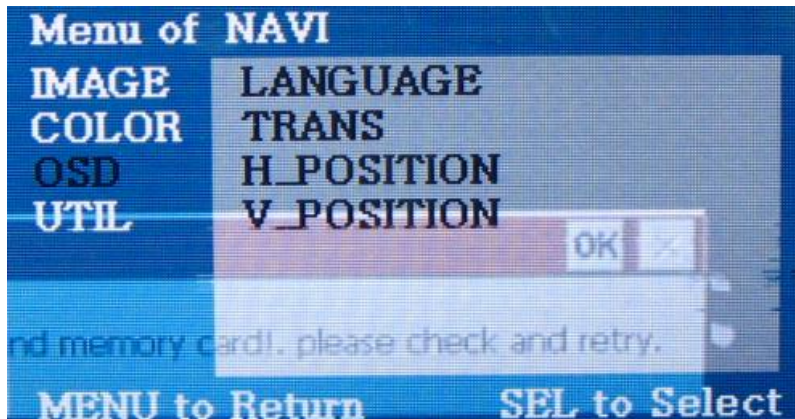 Menu of NAVI
IMAGE
COLOR
OSD
UTIL
LANGUAGE
TRANS
H_POSITION
V_POSITION
OK
nd memory card!. please check and retry.
MENU to Return
SEL to Select